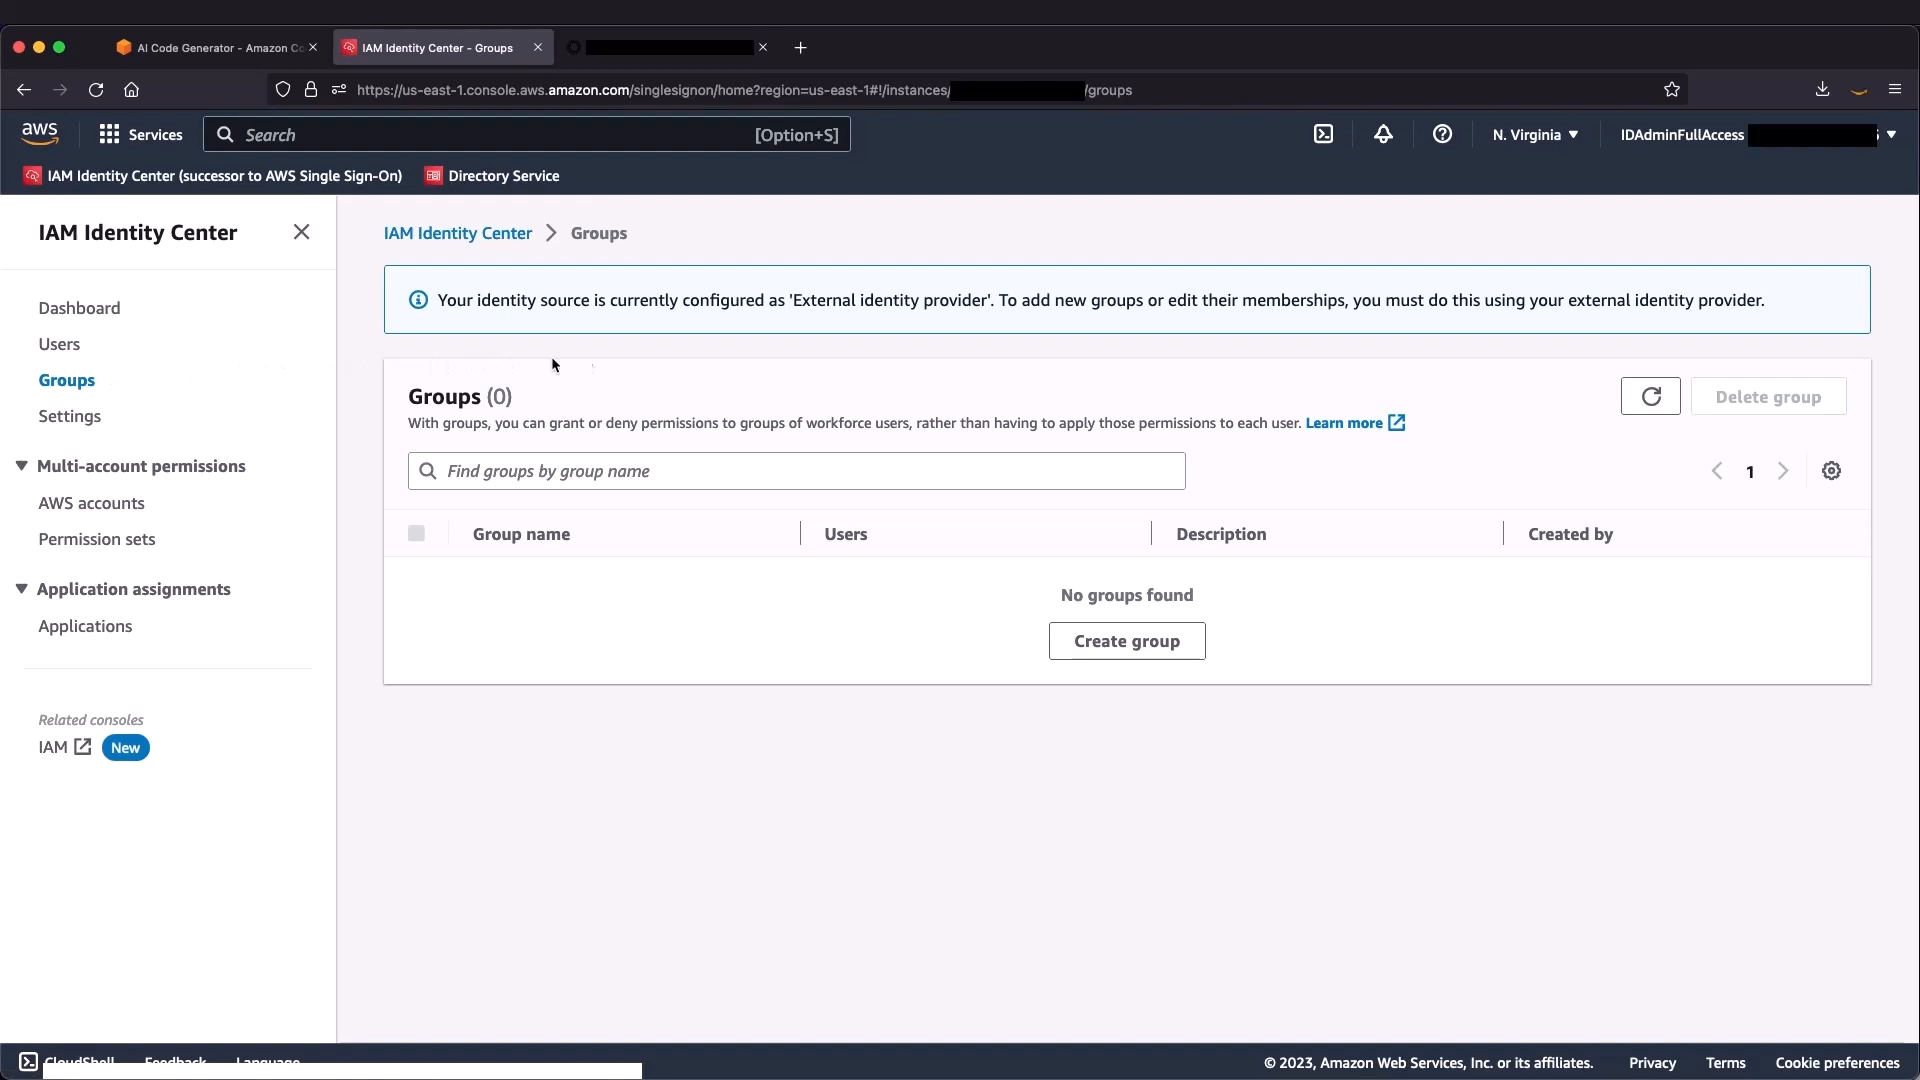 AI Code Generator - Amazon Co
IAM Identity Center - Groups
https://us-east-1.console.aws.amazon.com/singlesignon/home?region=us-east-1#!/instances/ /groups
aws
Services
Search
[Option+S]
N. Virginia
IDAdminFullAccess
IAM Identity Center (successor to AWS Single Sign-On)
Directory Service
IAM Identity Center
Dashboard
Users
Groups
Settings
Multi-account permissions
AWS accounts
Permission sets
Application assignments
Applications
Related consoles
IAM
New
IAM Identity Center > Groups
Your identity source is currently configured as 'External identity provider'. To add new groups or edit their memberships, you must do this using your external identity provider.
Groups (0)
Delete group
With groups, you can grant or deny permissions to groups of workforce users, rather than having to apply those permissions to each user. Learn more
Find groups by group name
1
Group name
Users
Description
Created by
No groups found
Create group
CloudShell
Feedback
Language
© 2023, Amazon Web Services, Inc. or its affiliates.
Privacy
Terms
Cookie preferences